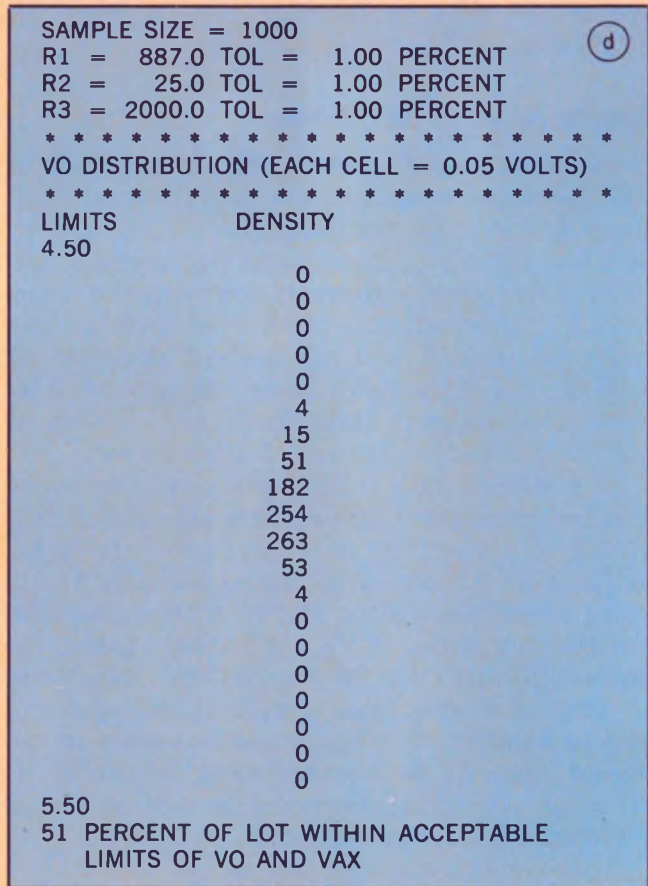 SAMPLE SIZE = 1000
d
R1 = 887.0 TOL = 1.00 PERCENT
R2 = 25.0 TOL = 1.00 PERCENT
R3 = 2000.0 TOL = 1.00 PERCENT
* * * * * * * * * * * * * * * * * * * *
VO DISTRIBUTION (EACH CELL = 0.05 VOLTS)
* * * * * * * * * * * * * * * * * * * *
LIMITS DENSITY
4.50
0
0
0
0
0
4
15
51
182
254
263
53
4
0
0
0
0
0
0
0
5.50
51 PERCENT OF LOT WITHIN ACCEPTABLE
LIMITS OF VO AND VAX